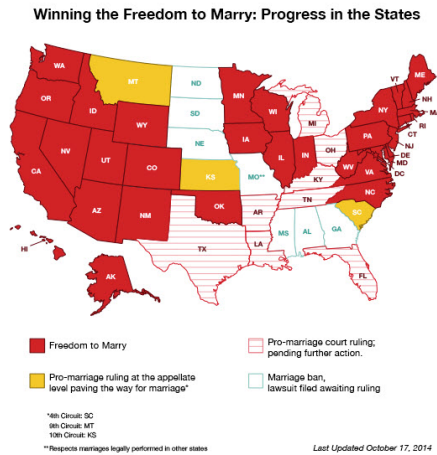 Winning the Freedom to Marry: Progress in the States
WA
MT
ND
MN
ME
VT
NH
MA
OR
ID
SD
WI
MI
NY
RI
CT
WY
NE
IA
PA
NJ
DE
MD
DC
NV
UT
CO
KS
MO**
IL
IN
OH
WV
VA
KY
CA
AZ
NM
OK
AR
TN
NC
SC
TX
LA
MS
AL
GA
FL
HI
AK
Freedom to Marry
Pro-marriage court ruling;
pending further action.
Pro-marriage ruling at the appellate
level paving the way for marriage*
Marriage ban,
lawsuit filed awaiting ruling
*4th Circuit: SC
9th Circuit: MT
10th Circuit: KS
**Respects marriages legally performed in other states
Last Updated October 17, 2014